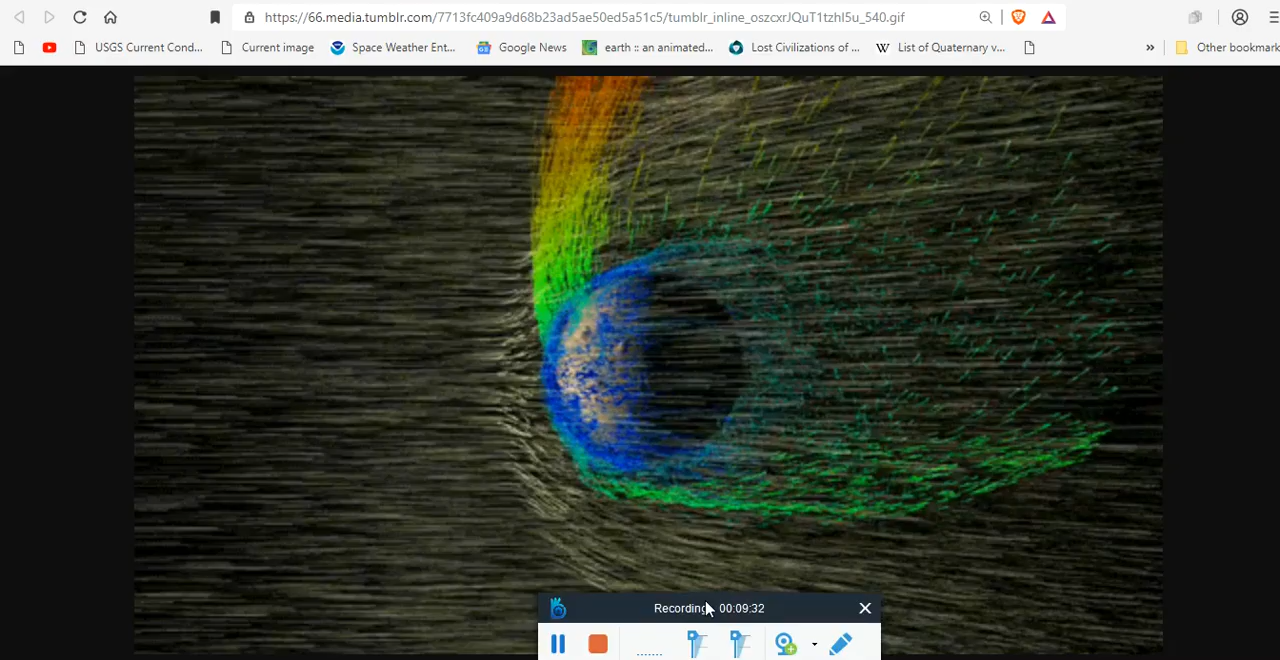 https://66.media.tumblr.com/7713fc409a9d68b23ad5ae50ed5a51c5/tumblr_inline_oszcxrJQuT1tzhl5u_540.gif
USGS Current Cond... Current image Space Weather Ent... Google News earth :: an animated... Lost Civilizations of ... List of Quaternary v... » Other bookmark
Recording 00:09:32